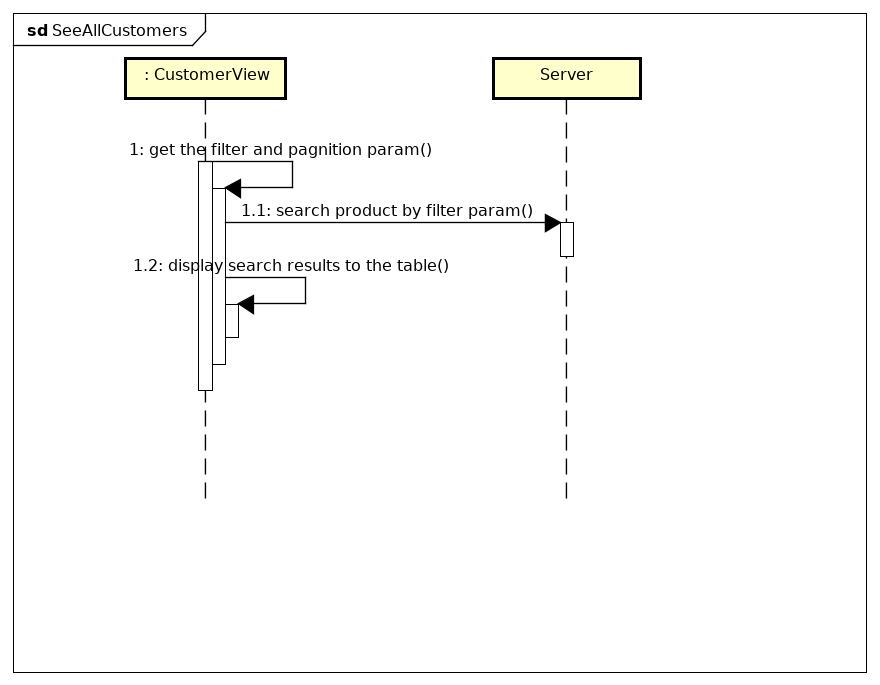 sd SeeAllCustomers
: CustomerView
Server
1: get the filter and pagnition param()
1.1: search product by filter param()
1.2: display search results to the table()